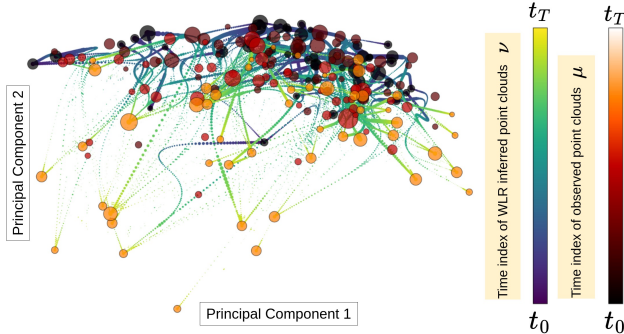 Principal Component 2
Principal Component 1
t_T
Time index of WLR inferred point clouds ν
t_0
t_T
Time index of observed point clouds μ
t_0